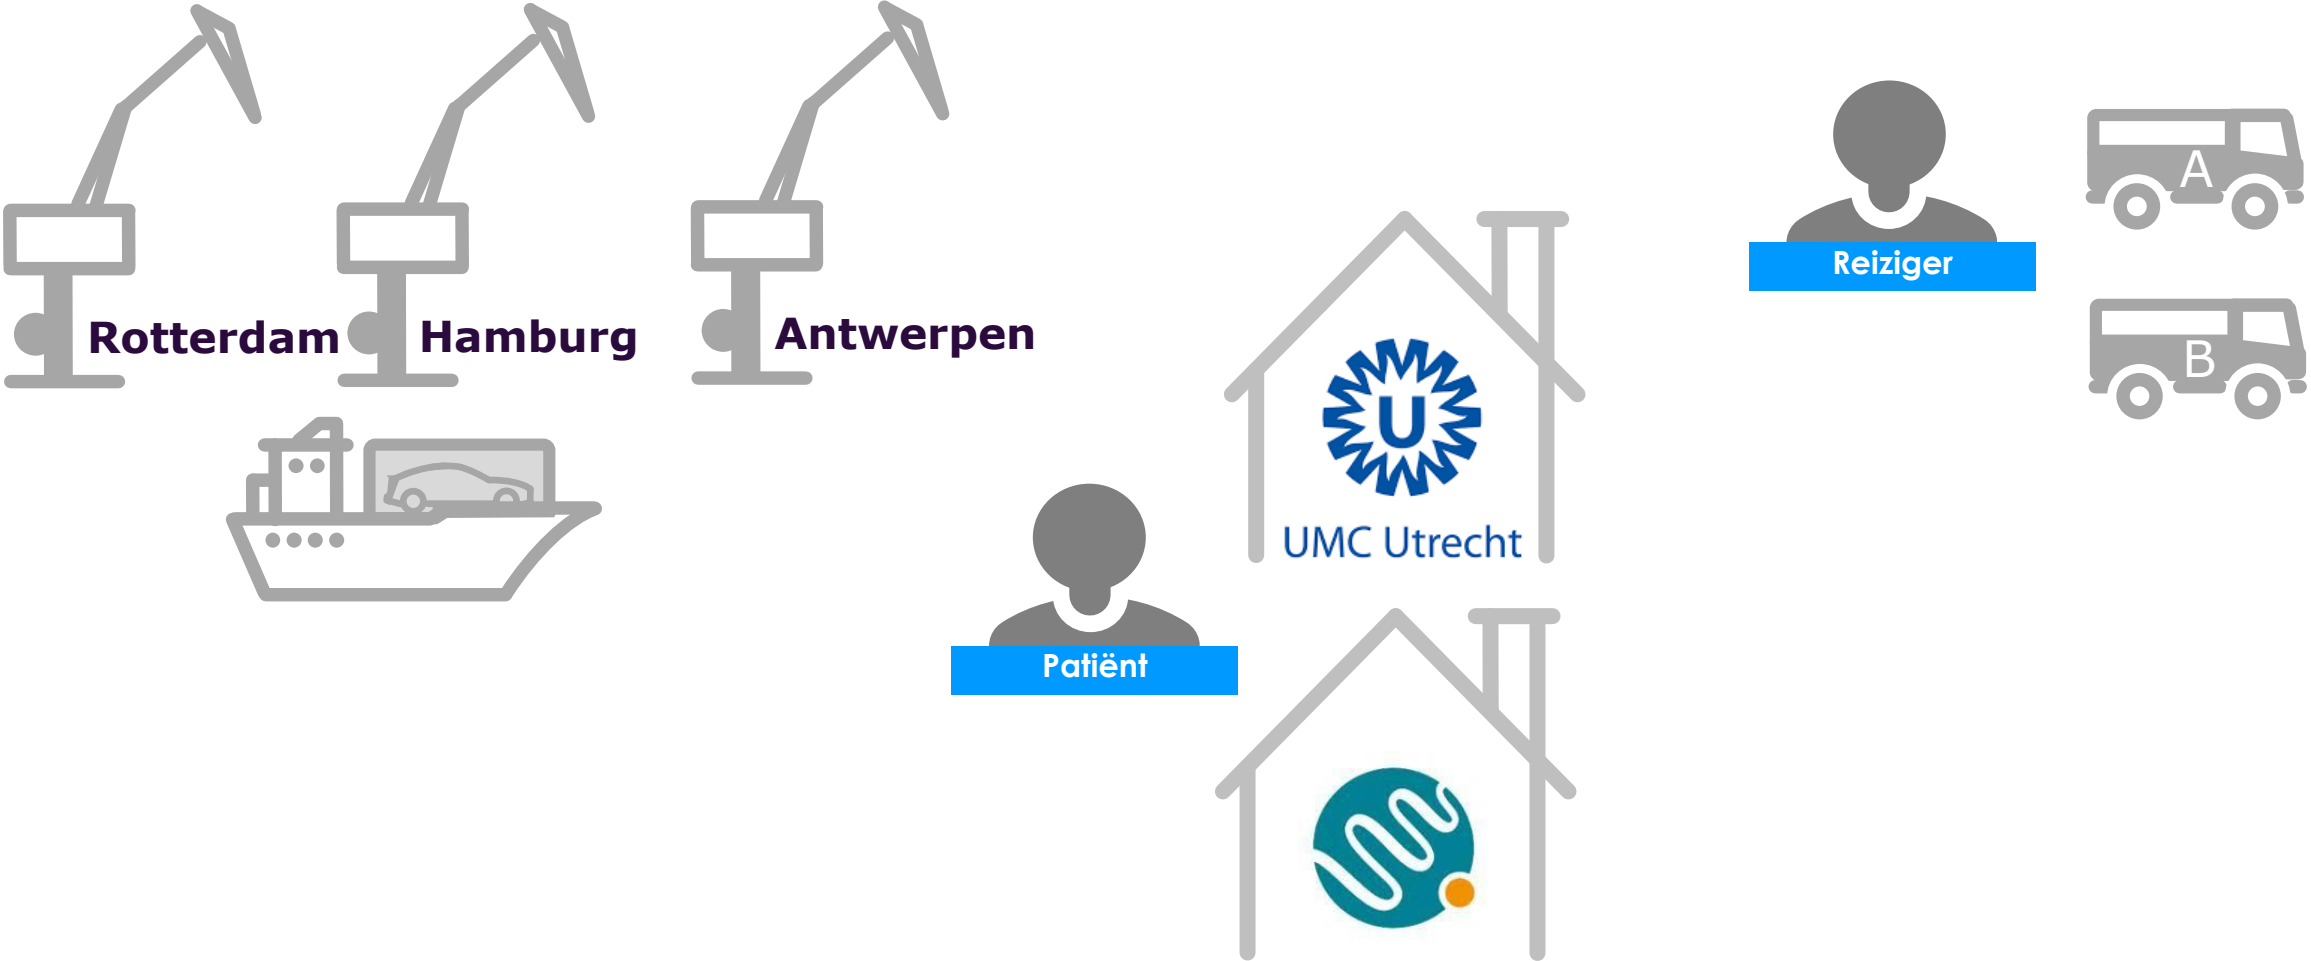 Rotterdam
Hamburg
Antwerpen
Reiziger
A
B
U
UMC Utrecht
Patiënt